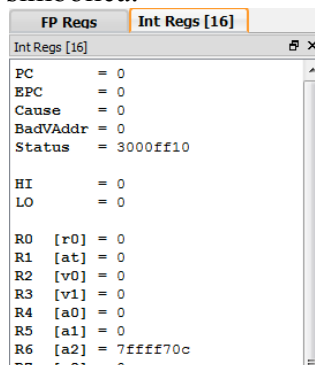 FP Regs Int Regs [16]
Int Regs [16]
PC = 0
EPC = 0
Cause = 0
BadVAddr = 0
Status = 3000ff10
HI = 0
LO = 0
R0 [r0] = 0
R1 [at] = 0
R2 [v0] = 0
R3 [v1] = 0
R4 [a0] = 0
R5 [a1] = 0
R6 [a2] = 7ffff70c